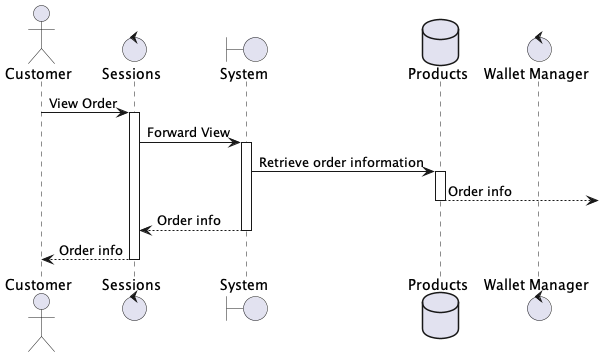 Customer
Sessions
System
Products
Wallet Manager
View Order
Forward View
Retrieve order information
Order info
Order info
Order info
Customer
Sessions
System
Products
Wallet Manager